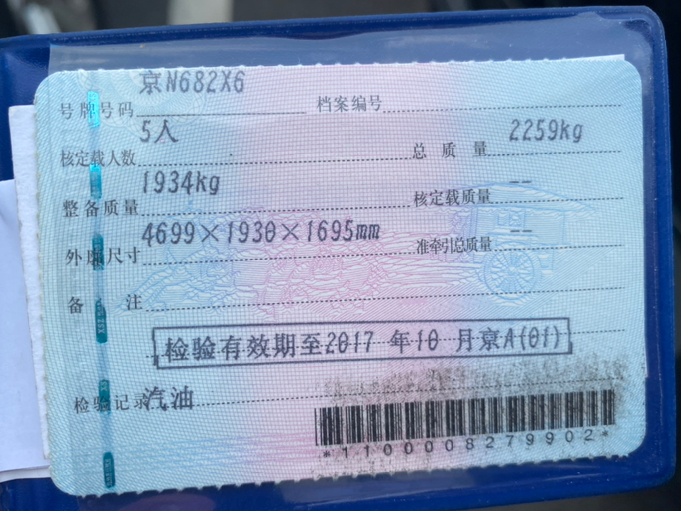 号牌号码 京N682X6 档案编号
核定载人数 5人 总质量 2259kg
整备质量 1934kg 核定载质量 --
外廓尺寸 4699×1930×1695mm 准牵引总质量 --
备注
检验有效期至2017年10月京A(01)
检验记录 汽油
*1100008279902*